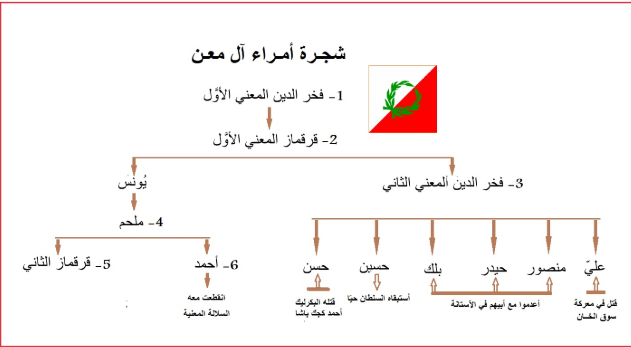 شجرة أمراء آل معن
1- فخر الدين المعني الأوَّل
2- قرقماز المعني الأوَّل
3- فخر الدين المعني الثاني
يُونس
4- ملحم
عليّ
منصور
حيدر
بلك
حسين
حسن
6- أحمد
5- قرقماز الثاني
قتل في معركة
سوق الخان
أعدموا مع أبيهم في الأستانة
أستبقاه السلطان حيّا
قتله البكربك
أحمد كجك باشا
انقطعت معه
السلالة المعنية